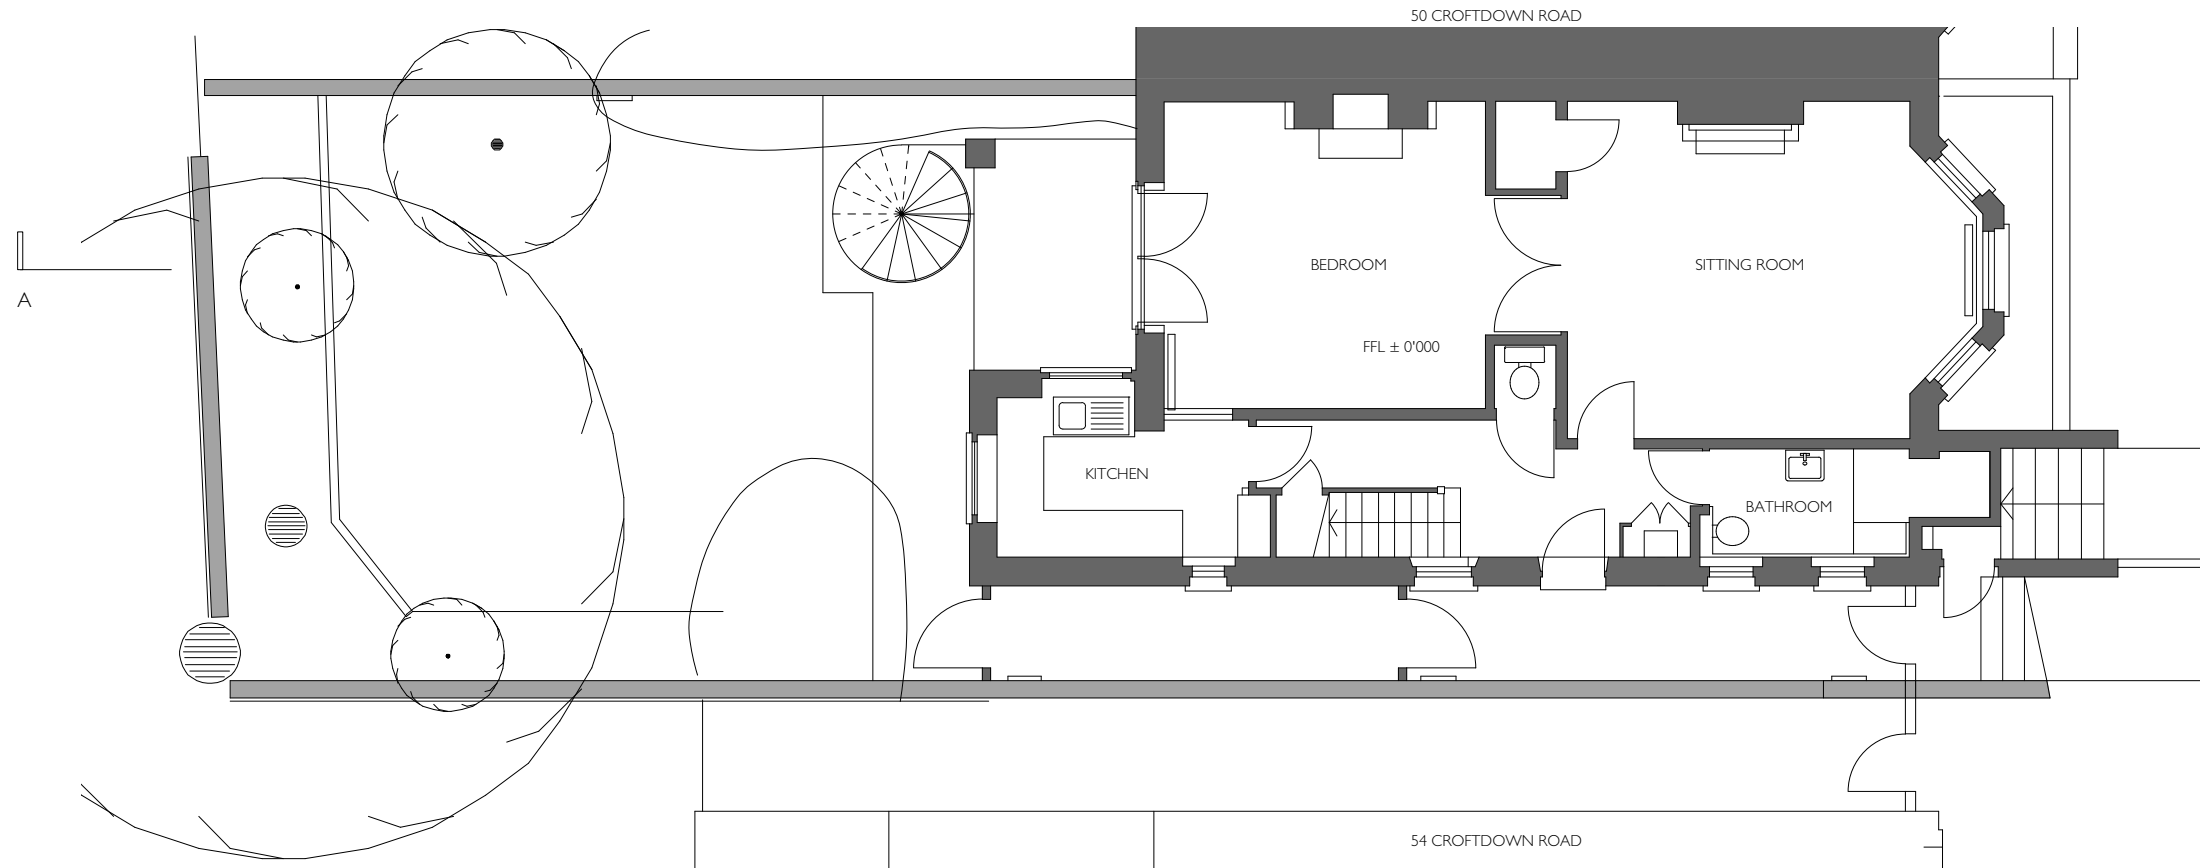 50 CROFTDOWN ROAD
BEDROOM
SITTING ROOM
A
FFL ± 0'000
KITCHEN
BATHROOM
54 CROFTDOWN ROAD